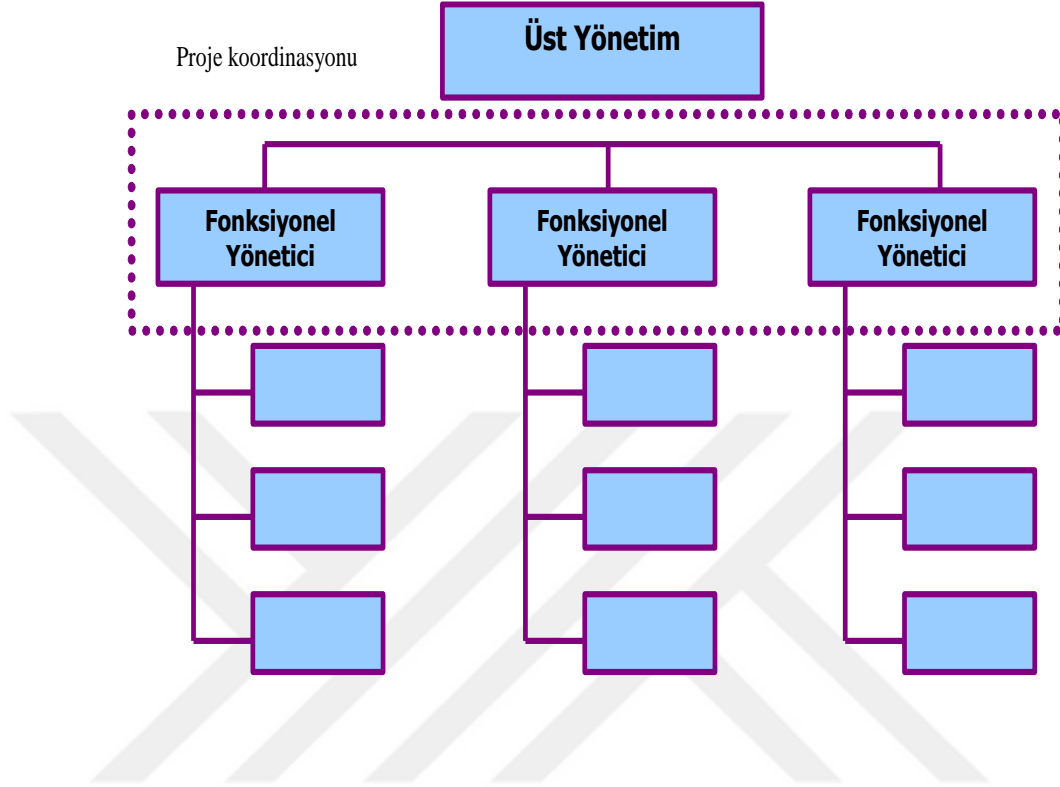 Üst Yönetim
Proje koordinasyonu
Fonksiyonel
Yönetici
Fonksiyonel
Yönetici
Fonksiyonel
Yönetici